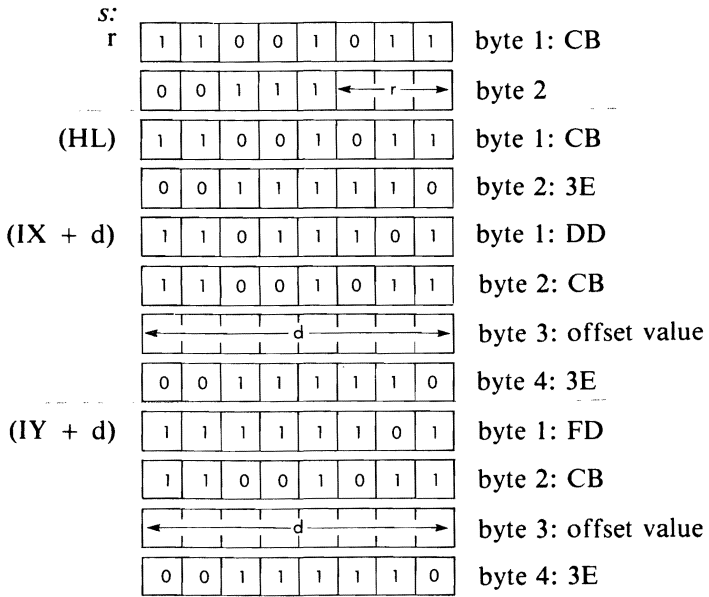 s:
r 1 1 0 0 1 0 1 1 byte 1: CB
0 0 1 1 1 r byte 2
(HL) 1 1 0 0 1 0 1 1 byte 1: CB
0 0 1 1 1 1 1 0 byte 2: 3E
(IX + d) 1 1 0 1 1 1 0 1 byte 1: DD
1 1 0 0 1 0 1 1 byte 2: CB
d byte 3: offset value
0 0 1 1 1 1 1 0 byte 4: 3E
(IY + d) 1 1 1 1 1 1 0 1 byte 1: FD
1 1 0 0 1 0 1 1 byte 2: CB
d byte 3: offset value
0 0 1 1 1 1 1 0 byte 4: 3E